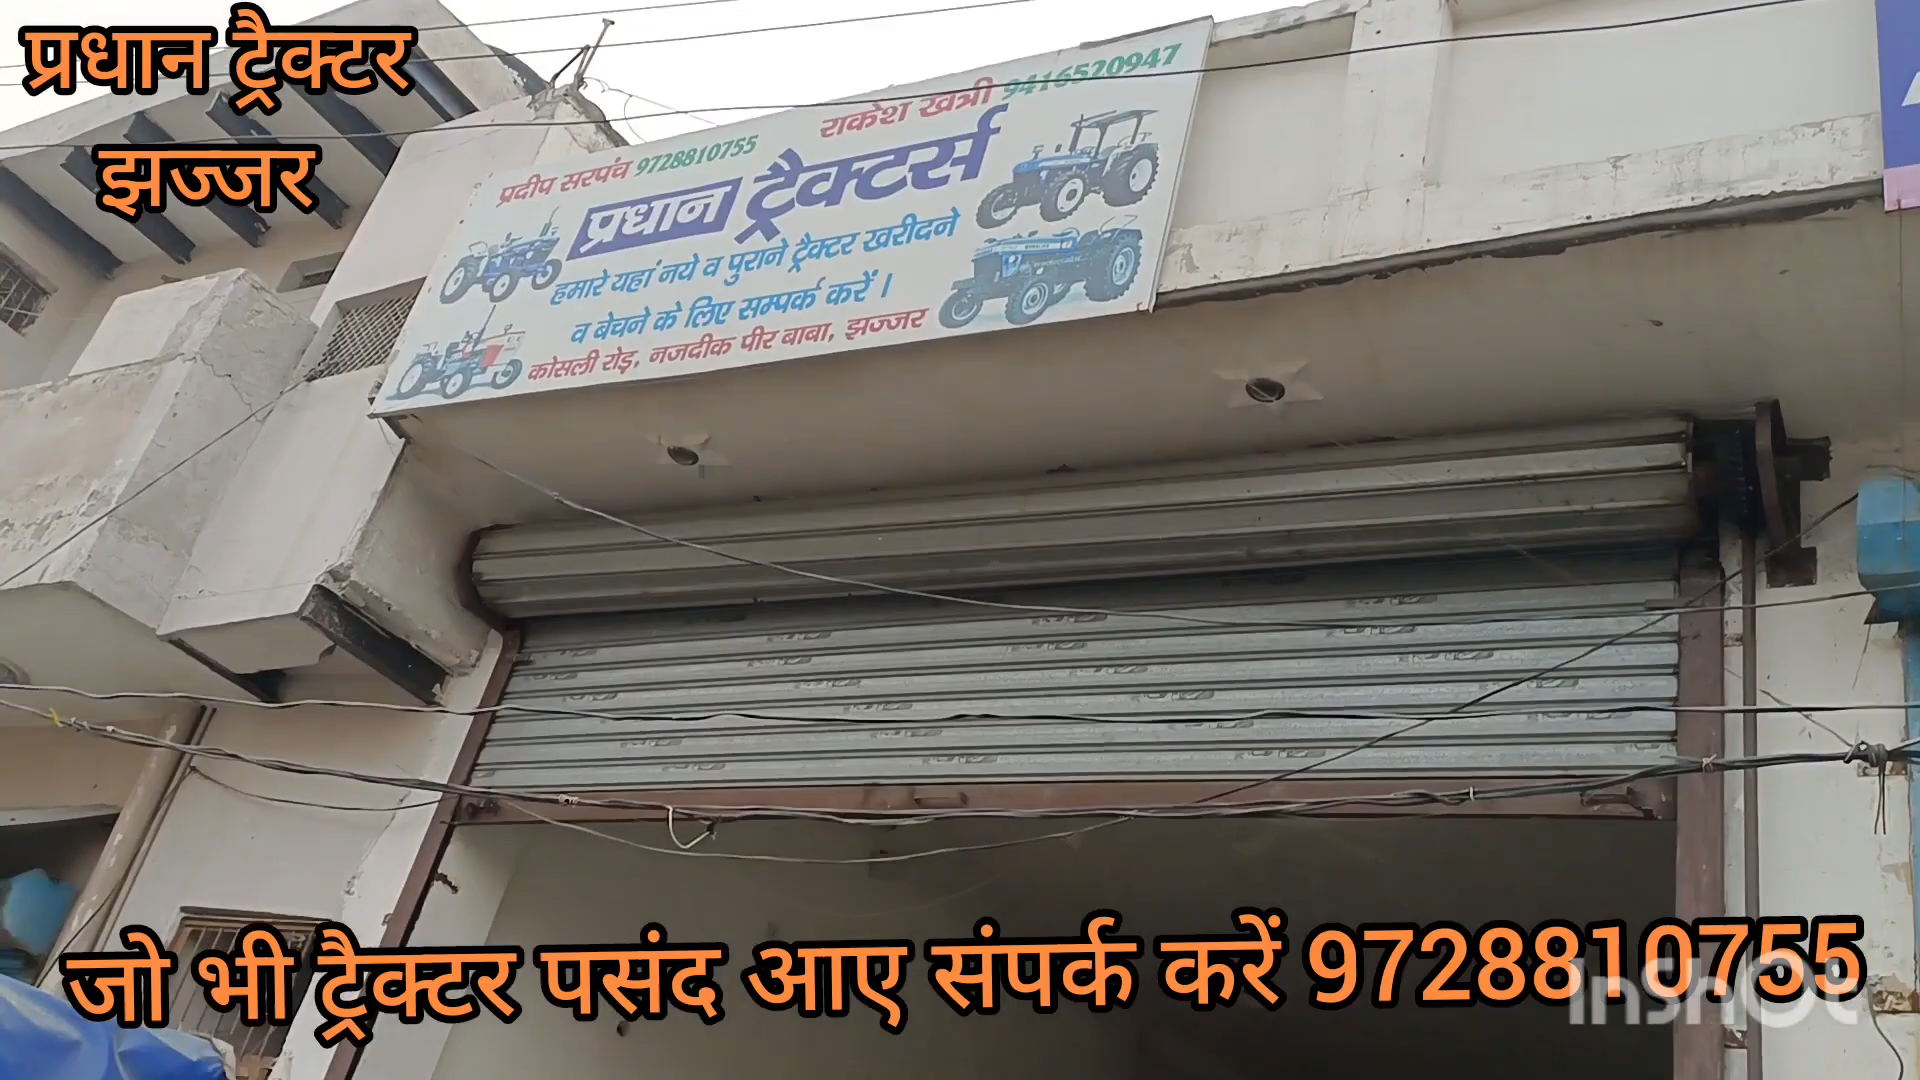 प्रधान ट्रैक्टर
झज्जर
राकेश खत्री 9416520947
प्रदीप सरपंच 9728810755
प्रधान ट्रैक्टर्स
हमारे यहां नये व पुराने ट्रैक्टर खरीदने
व बेचने के लिए सम्पर्क करें ।
कोसली रोड़, नजदीक पीर बाबा, झज्जर
जो भी ट्रैक्टर पसंद आए संपर्क करें 9728810755
InShOt